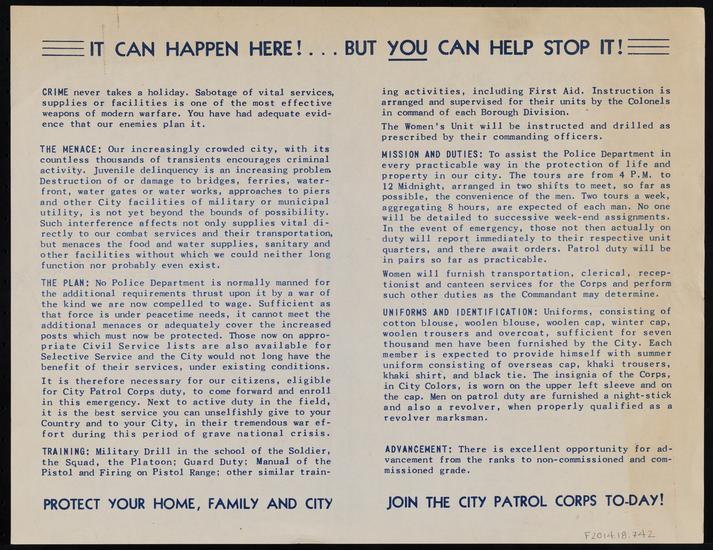 IT CAN HAPPEN HERE! . . . BUT YOU CAN HELP STOP IT!
CRIME never takes a holiday. Sabotage of vital services,
supplies or facilities is one of the most effective
weapons of modern warfare. You have had adequate evid-
ence that our enemies plan it.
THE MENACE: Our increasingly crowded city, with its
countless thousands of transients encourages criminal
activity. Juvenile delinquency is an increasing problem.
Destruction of or damage to bridges, ferries, water-
front, water gates or water works, approaches to piers
and other City facilities of military or municipal
utility, is not yet beyond the bounds of possibility.
Such interference affects not only supplies vital di-
rectly to our combat services and their transportation,
but menaces the food and water supplies, sanitary and
other facilities without which we could neither long
function nor probably even exist.
THE PLAN: No Police Department is normally manned for
the additional requirements thrust upon it by a war of
the kind we are now compelled to wage. Sufficient as
that force is under peacetime needs, it cannot meet the
additional menaces or adequately cover the increased
posts which must now be protected. Those now on appro-
priate Civil Service lists are also available for
Selective Service and the City would not long have the
benefit of their services, under existing conditions.
It is therefore necessary for our citizens, eligible
for City Patrol Corps duty, to come forward and enroll
in this emergency. Next to active duty in the field,
it is the best service you can unselfishly give to your
Country and to your City, in their tremendous war ef-
fort during this period of grave national crisis.
TRAINING: Military Drill in the school of the Soldier,
the Squad, the Platoon; Guard Duty; Manual of the
Pistol and Firing on Pistol Range; other similar train-
PROTECT YOUR HOME, FAMILY AND CITY
ing activities, including First Aid. Instruction is
arranged and supervised for their units by the Colonels
in command of each Borough Division.
The Women's Unit will be instructed and drilled as
prescribed by their commanding officers.
MISSION AND DUTIES: To assist the Police Department in
every practicable way in the protection of life and
property in our city. The tours are from 4 P.M. to
12 Midnight, arranged in two shifts to meet, so far as
possible, the convenience of the men. Two tours a week,
aggregating 8 hours, are expected of each man. No one
will be detailed to successive week-end assignments.
In the event of emergency, those not then actually on
duty will report immediately to their respective unit
quarters, and there await orders. Patrol duty will be
in pairs so far as practicable.
Women will furnish transportation, clerical, recep-
tionist and canteen services for the Corps and perform
such other duties as the Commandant may determine.
UNIFORMS AND IDENTIFICATION: Uniforms, consisting of
cotton blouse, woolen blouse, woolen cap, winter cap,
woolen trousers and overcoat, sufficient for seven
thousand men have been furnished by the City. Each
member is expected to provide himself with summer
uniform consisting of overseas cap, khaki trousers,
khaki shirt, and black tie. The insignia of the Corps,
in City Colors, is worn on the upper left sleeve and on
the cap. Men on patrol duty are furnished a night-stick
and also a revolver, when properly qualified as a
revolver marksman.
ADVANCEMENT: There is excellent opportunity for ad-
vancement from the ranks to non-commissioned and com-
missioned grade.
JOIN THE CITY PATROL CORPS TO-DAY!
F2014.18.742